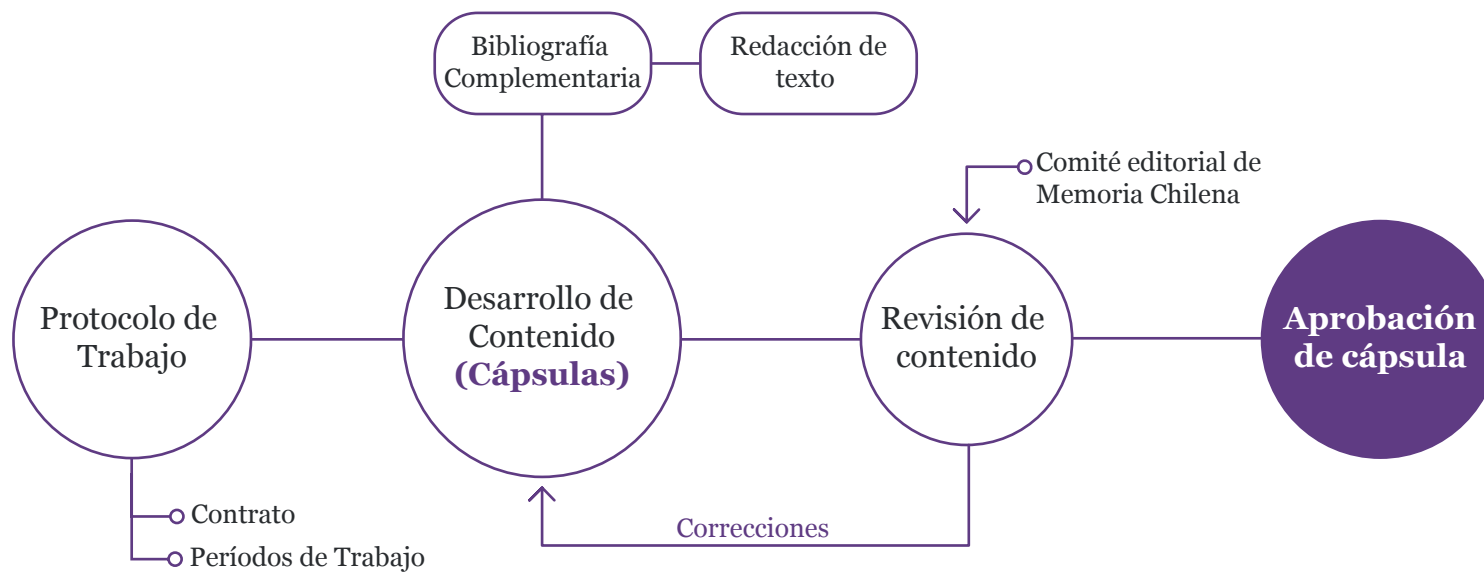 Bibliografía
Complementaria
Redacción de
texto
Comité editorial de
Memoria Chilena
Protocolo de
Trabajo
Desarrollo de
Contenido
(Cápsulas)
Revisión de
contenido
Aprobación
de cápsula
Contrato
Períodos de Trabajo
Correcciones